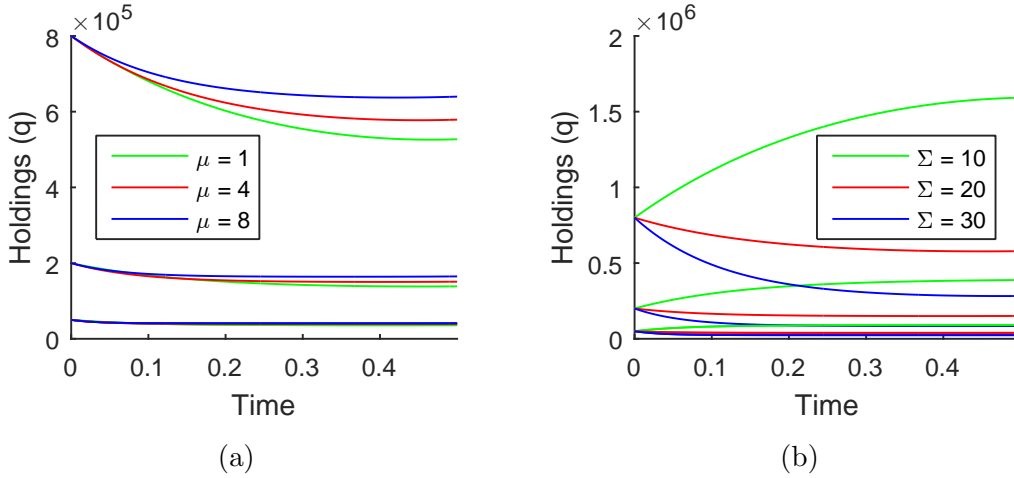 ×10^5
8
6
4
2
0
Holdings (q)
μ = 1
μ = 4
μ = 8
0 0.1 0.2 0.3 0.4
Time
(a)
×10^6
2
1.5
1
0.5
0
Holdings (q)
Σ = 10
Σ = 20
Σ = 30
0 0.1 0.2 0.3 0.4
Time
(b)